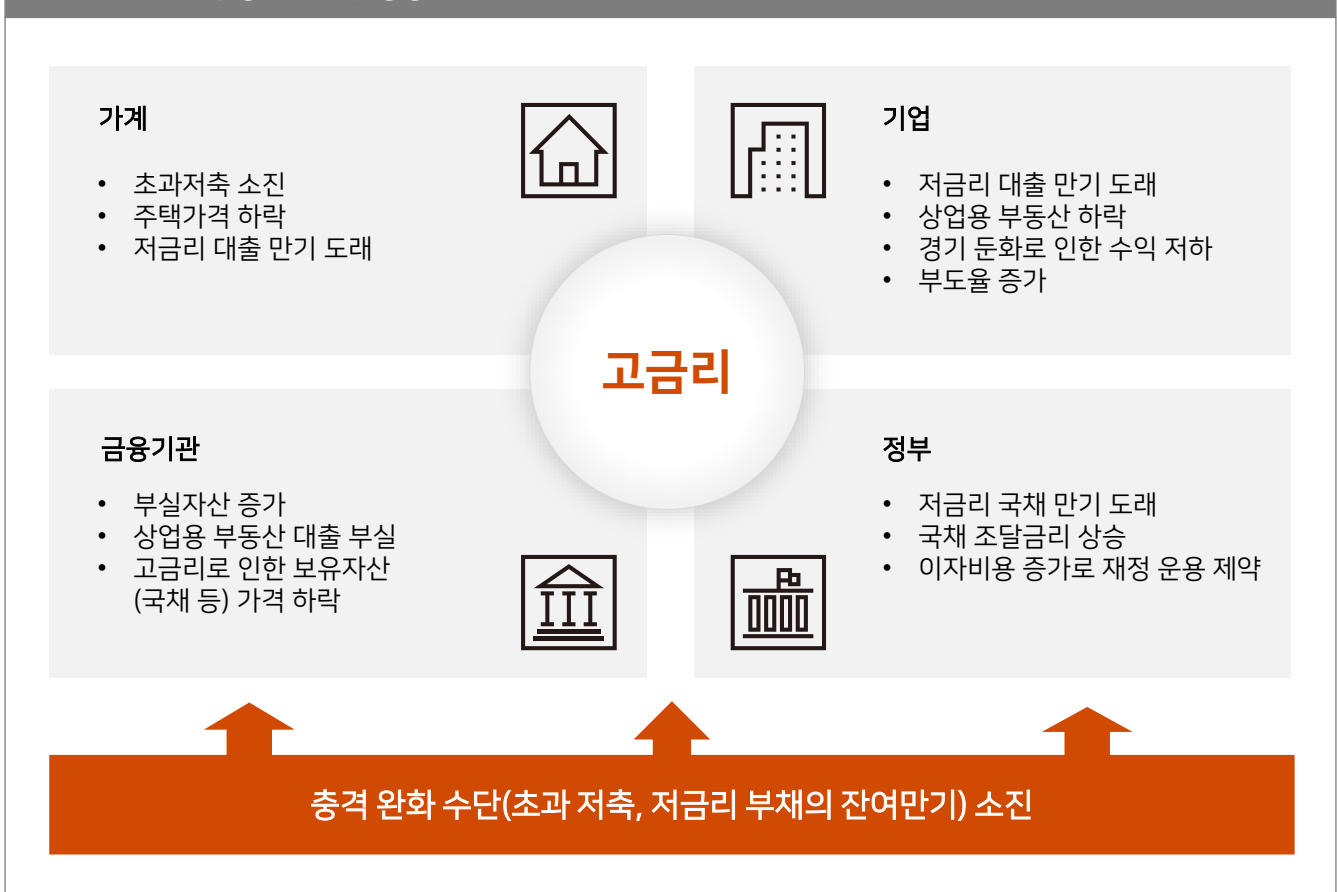 가계
• 초과저축 소진
• 주택가격 하락
• 저금리 대출 만기 도래
기업
• 저금리 대출 만기 도래
• 상업용 부동산 하락
• 경기 둔화로 인한 수익 저하
• 부도율 증가
고금리
금융기관
• 부실자산 증가
• 상업용 부동산 대출 부실
• 고금리로 인한 보유자산
(국채 등) 가격 하락
정부
• 저금리 국채 만기 도래
• 국채 조달금리 상승
• 이자비용 증가로 재정 운용 제약
충격 완화 수단(초과 저축, 저금리 부채의 잔여만기) 소진